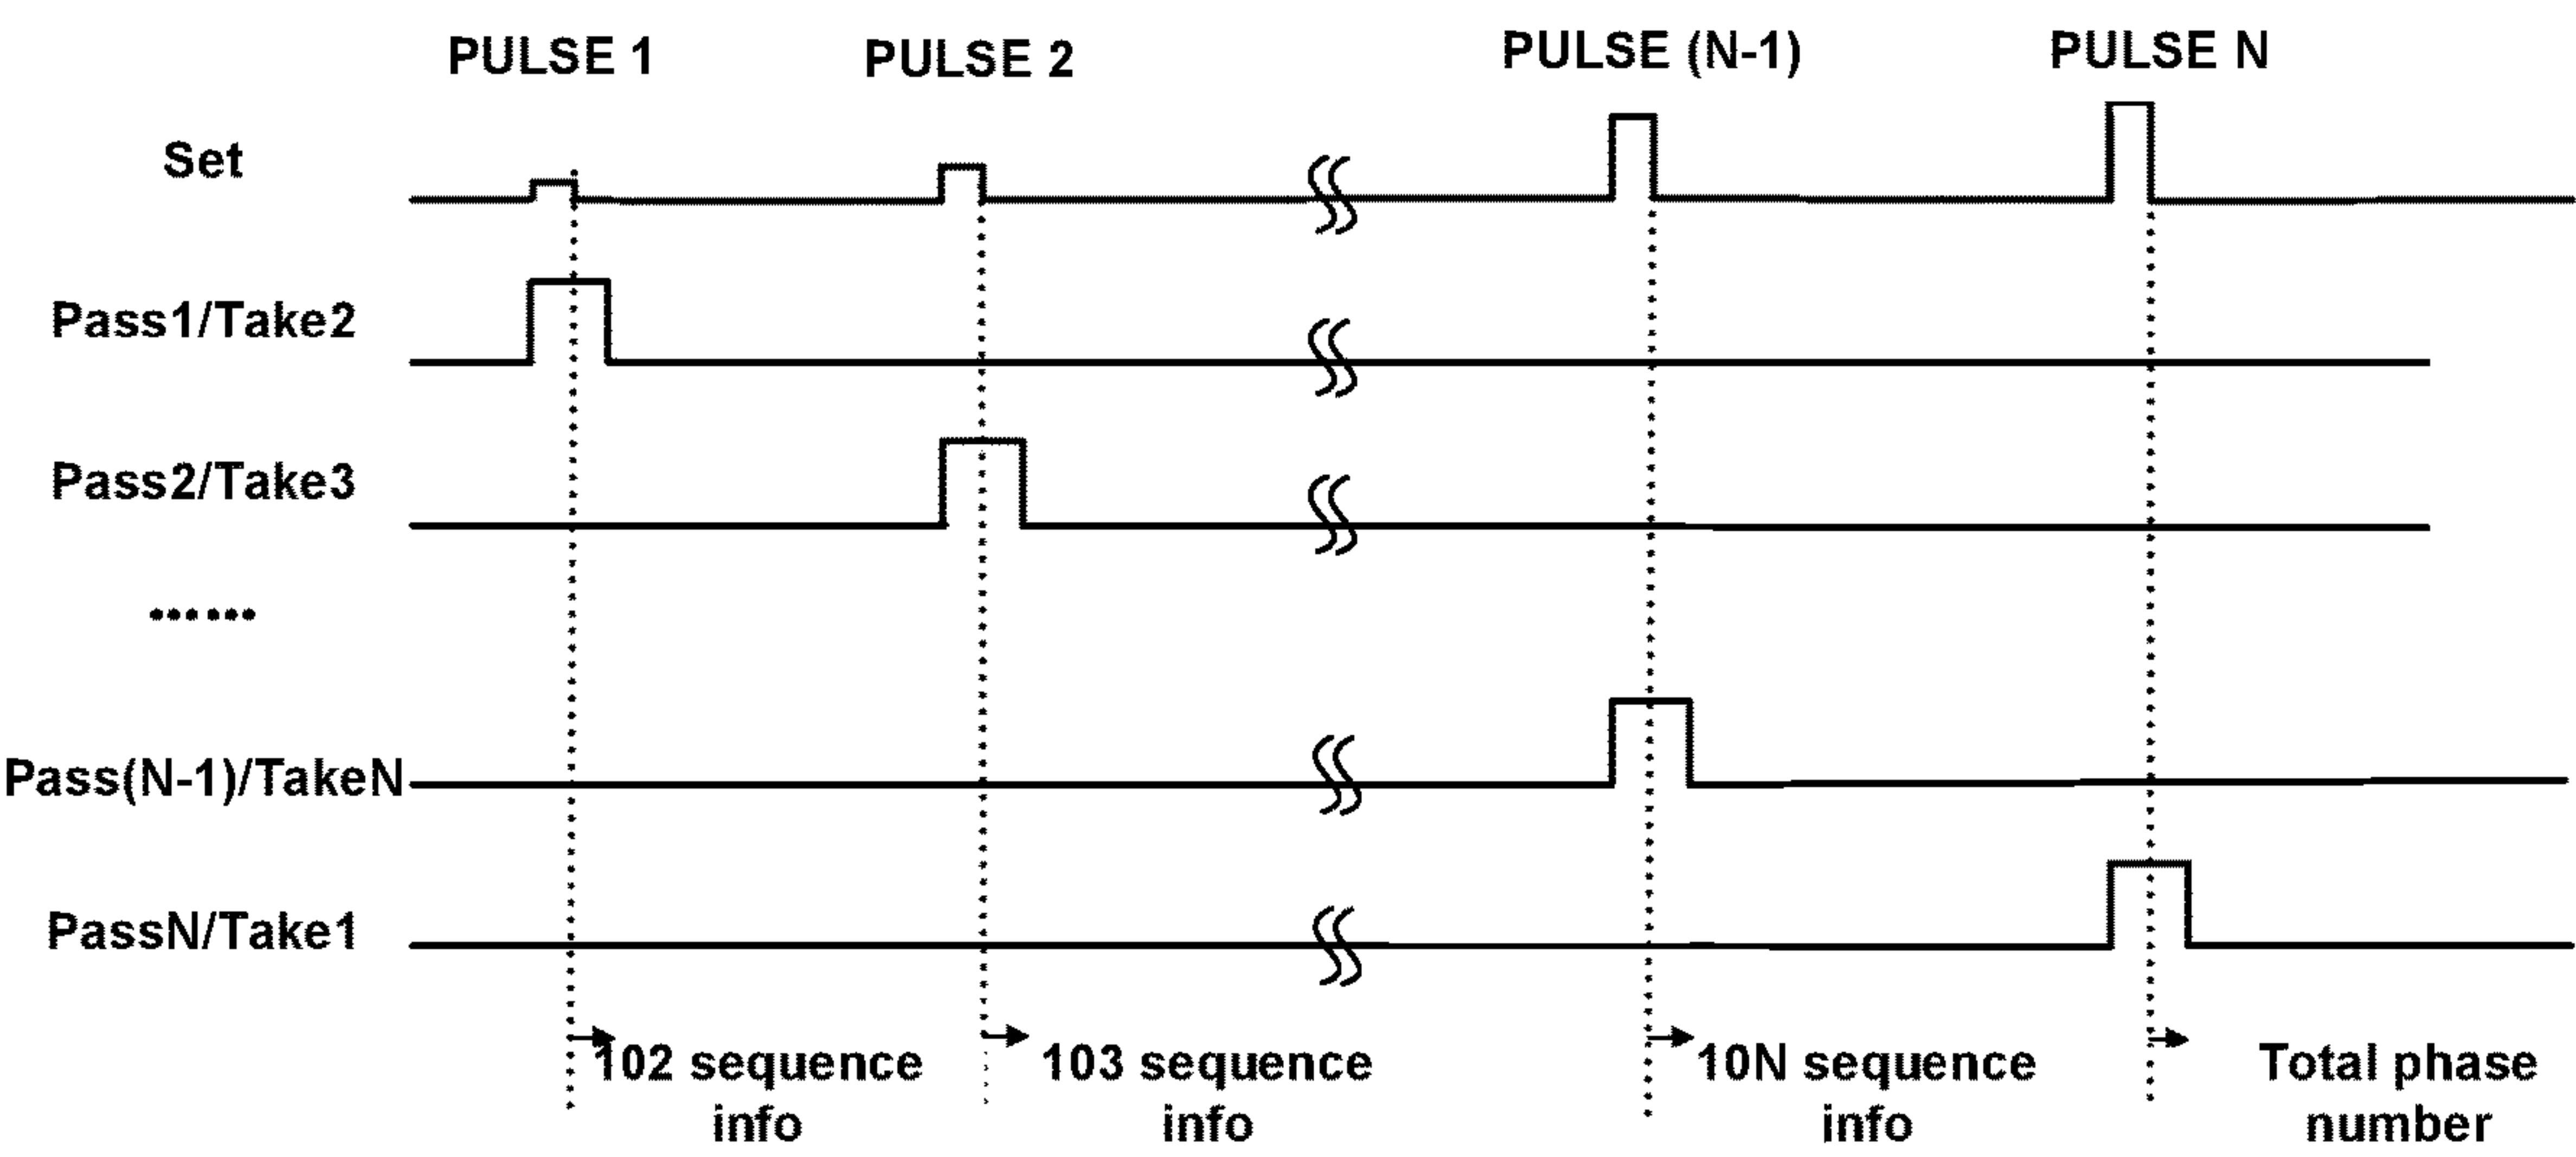 PULSE 1 PULSE 2 PULSE (N-1) PULSE N
Set
Pass1/Take2
Pass2/Take3
......
Pass(N-1)/TakeN
PassN/Take1
102 sequence info
103 sequence info
10N sequence info
Total phase number